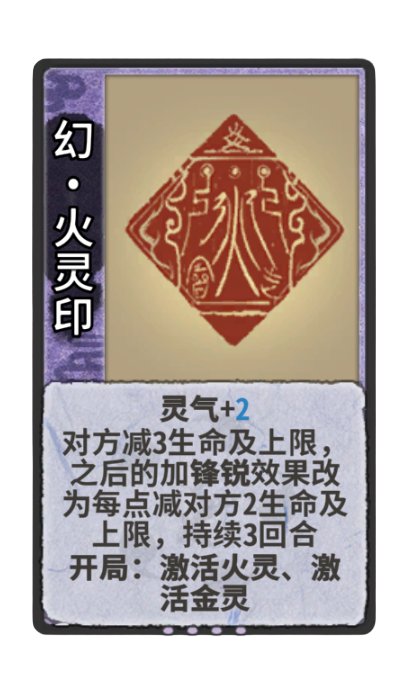 幻·火灵印
灵气+2
对方减3生命及上限，
之后的加锋锐效果改
为每点减对方2生命及
上限，持续3回合
开局：激活火灵、激
活金灵